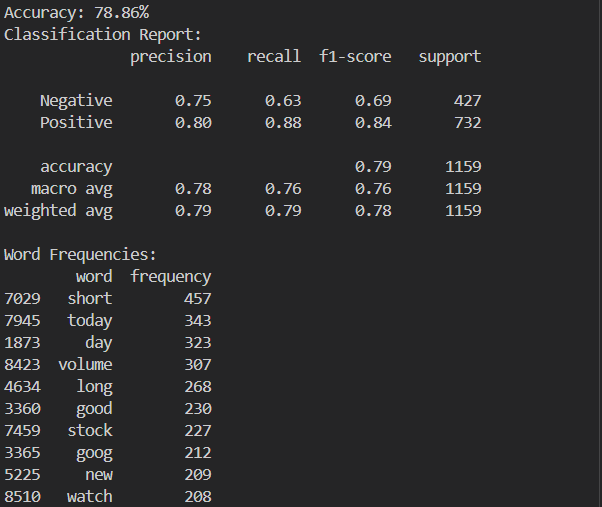 Accuracy: 78.86%
Classification Report:
precision recall f1-score support
Negative 0.75 0.63 0.69 427
Positive 0.80 0.88 0.84 732
accuracy 0.79 1159
macro avg 0.78 0.76 0.76 1159
weighted avg 0.79 0.79 0.78 1159
Word Frequencies:
word frequency
7029 short 457
7945 today 343
1873 day 323
8423 volume 307
4634 long 268
3360 good 230
7459 stock 227
3365 goog 212
5225 new 209
8510 watch 208